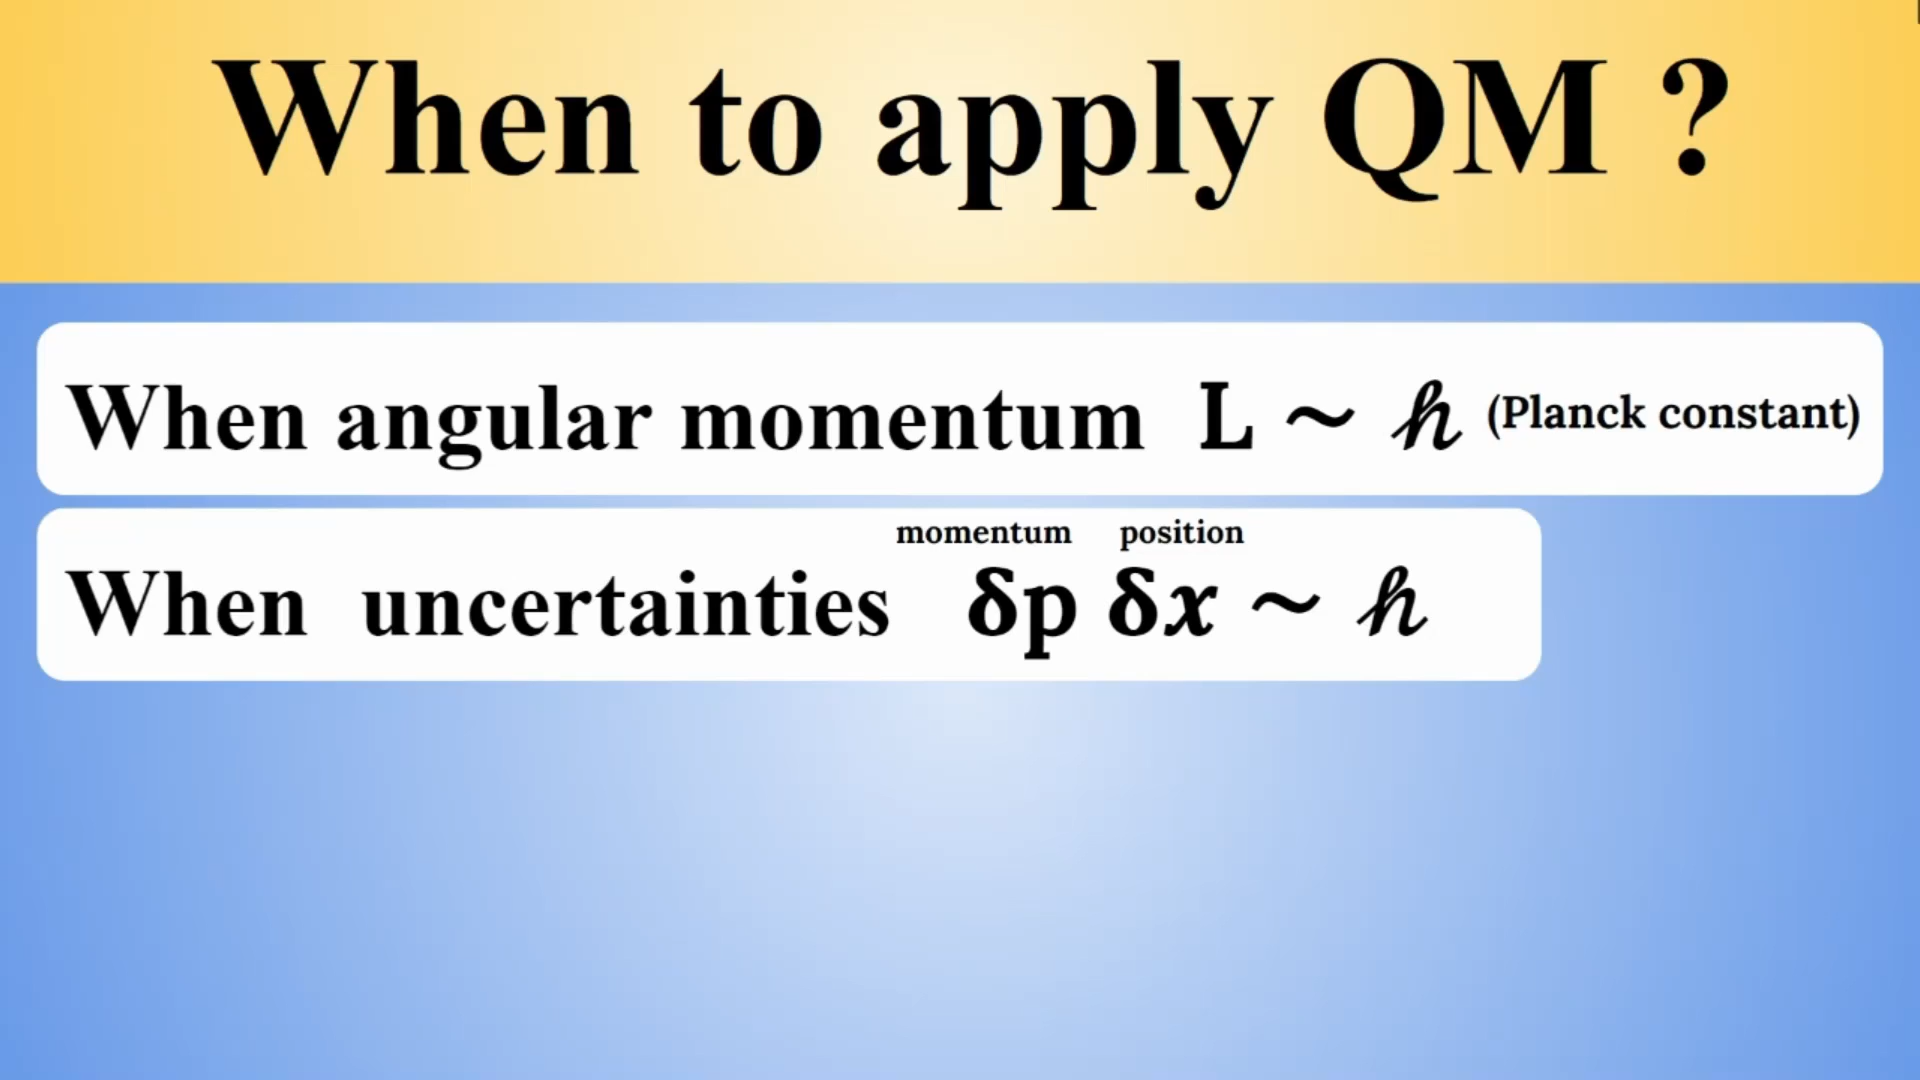 When to apply QM ?
When angular momentum L ~ ℏ (Planck constant)
momentum position
When uncertainties δp δx ~ ℏ